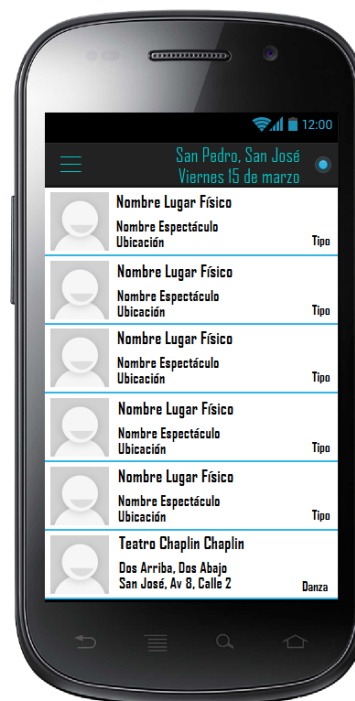 12:00
San Pedro, San José
Viernes 15 de marzo
Nombre Lugar Físico
Nombre Espectáculo
Ubicación
Tipo
Nombre Lugar Físico
Nombre Espectáculo
Ubicación
Tipo
Nombre Lugar Físico
Nombre Espectáculo
Ubicación
Tipo
Nombre Lugar Físico
Nombre Espectáculo
Ubicación
Tipo
Nombre Lugar Físico
Nombre Espectáculo
Ubicación
Tipo
Teatro Chaplin Chaplin
Dos Arriba, Dos Abajo
San José, Av 8, Calle 2
Danza